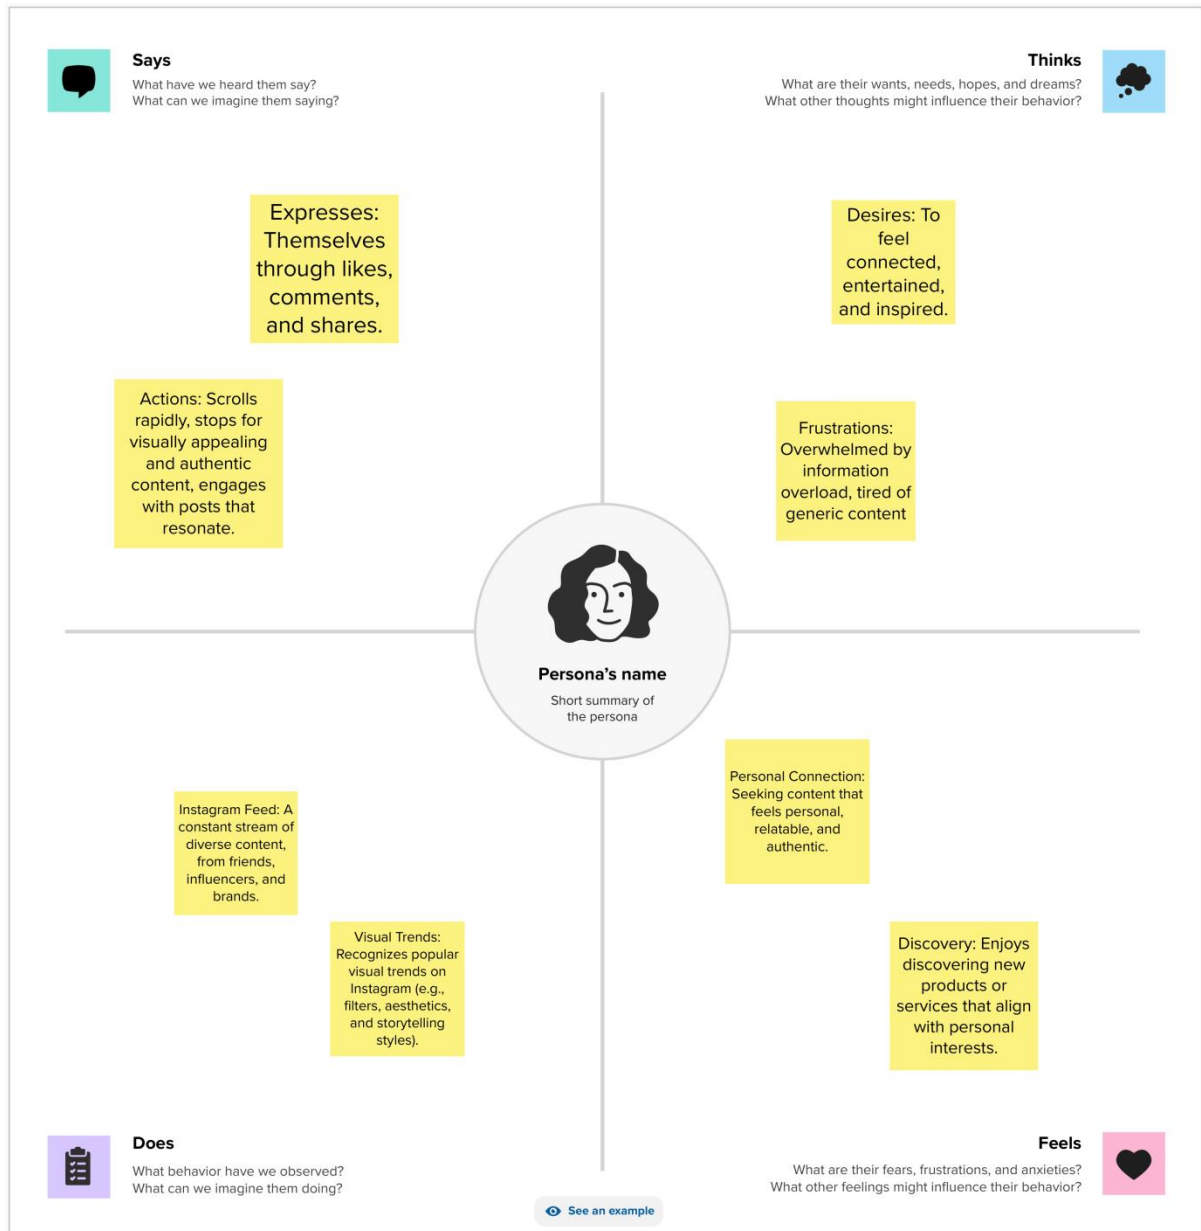 Says
What have we heard them say?
What can we imagine them saying?
Thinks
What are their wants, needs, hopes, and dreams?
What other thoughts might influence their behavior?
Expresses:
Themselves
through likes,
comments,
and shares.
Desires: To
feel
connected,
entertained,
and inspired.
Actions: Scrolls
rapidly, stops for
visually appealing
and authentic
content, engages
with posts that
resonate.
Frustrations:
Overwhelmed by
information
overload, tired of
generic content
Persona’s name
Short summary of
the persona
Instagram Feed: A
constant stream of
diverse content,
from friends,
influencers, and
brands.
Personal Connection:
Seeking content that
feels personal,
relatable, and
authentic.
Visual Trends:
Recognizes popular
visual trends on
Instagram (e.g.,
filters, aesthetics,
and storytelling
styles).
Discovery: Enjoys
discovering new
products or
services that align
with personal
interests.
Does
What behavior have we observed?
What can we imagine them doing?
Feels
What are their fears, frustrations, and anxieties?
What other feelings might influence their behavior?
See an example